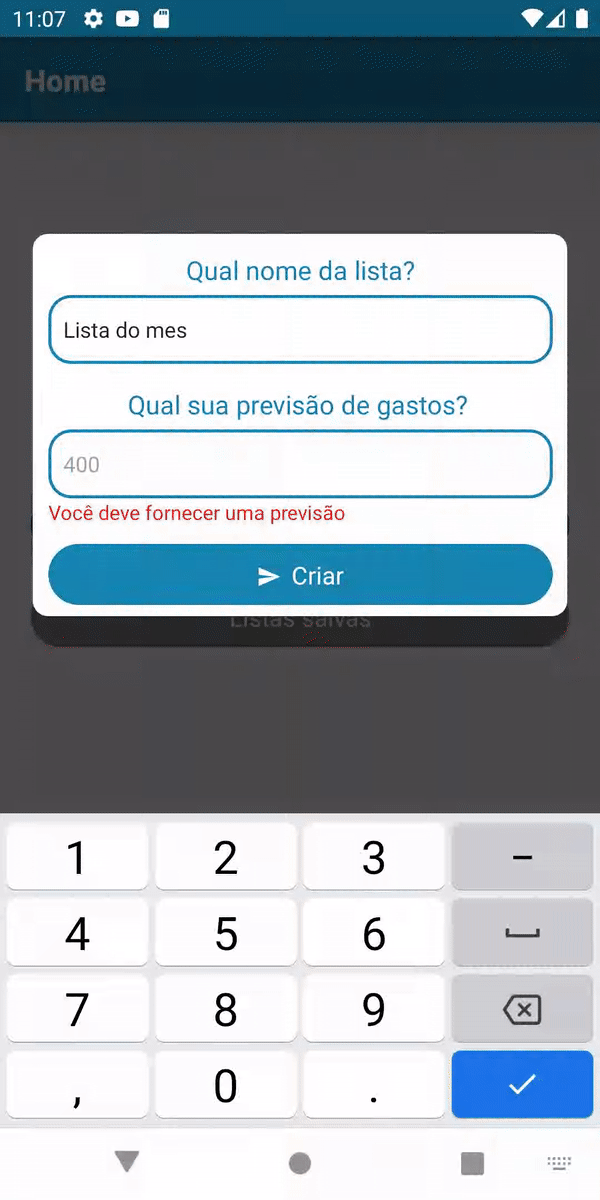 11:07
Home
Qual nome da lista?
Lista do mes
Qual sua previsão de gastos?
400
Você deve fornecer uma previsão
Criar
Listas salvas
1 2 3 –
4 5 6
7 8 9
, 0 .